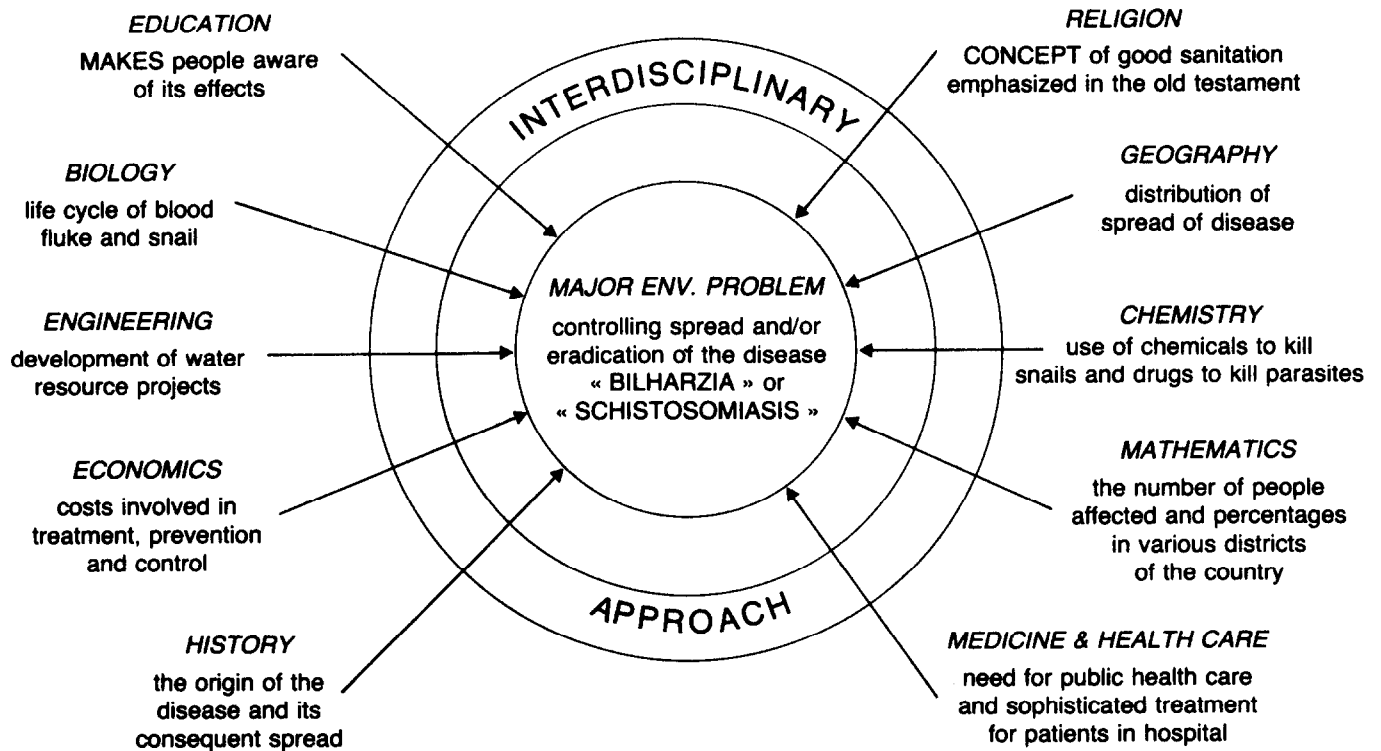 EDUCATION
MAKES people aware
of its effects
BIOLOGY
life cycle of blood
fluke and snail
ENGINEERING
development of water
resource projects
ECONOMICS
costs involved in
treatment, prevention
and control
HISTORY
the origin of the
disease and its
consequent spread
INTERDISCIPLINARY
MAJOR ENV. PROBLEM
controlling spread and/or
eradication of the disease
« BILHARZIA » or
« SCHISTOSOMIASIS »
APPROACH
RELIGION
CONCEPT of good sanitation
emphasized in the old testament
GEOGRAPHY
distribution of
spread of disease
CHEMISTRY
use of chemicals to kill
snails and drugs to kill parasites
MATHEMATICS
the number of people
affected and percentages
in various districts
of the country
MEDICINE & HEALTH CARE
need for public health care
and sophisticated treatment
for patients in hospital